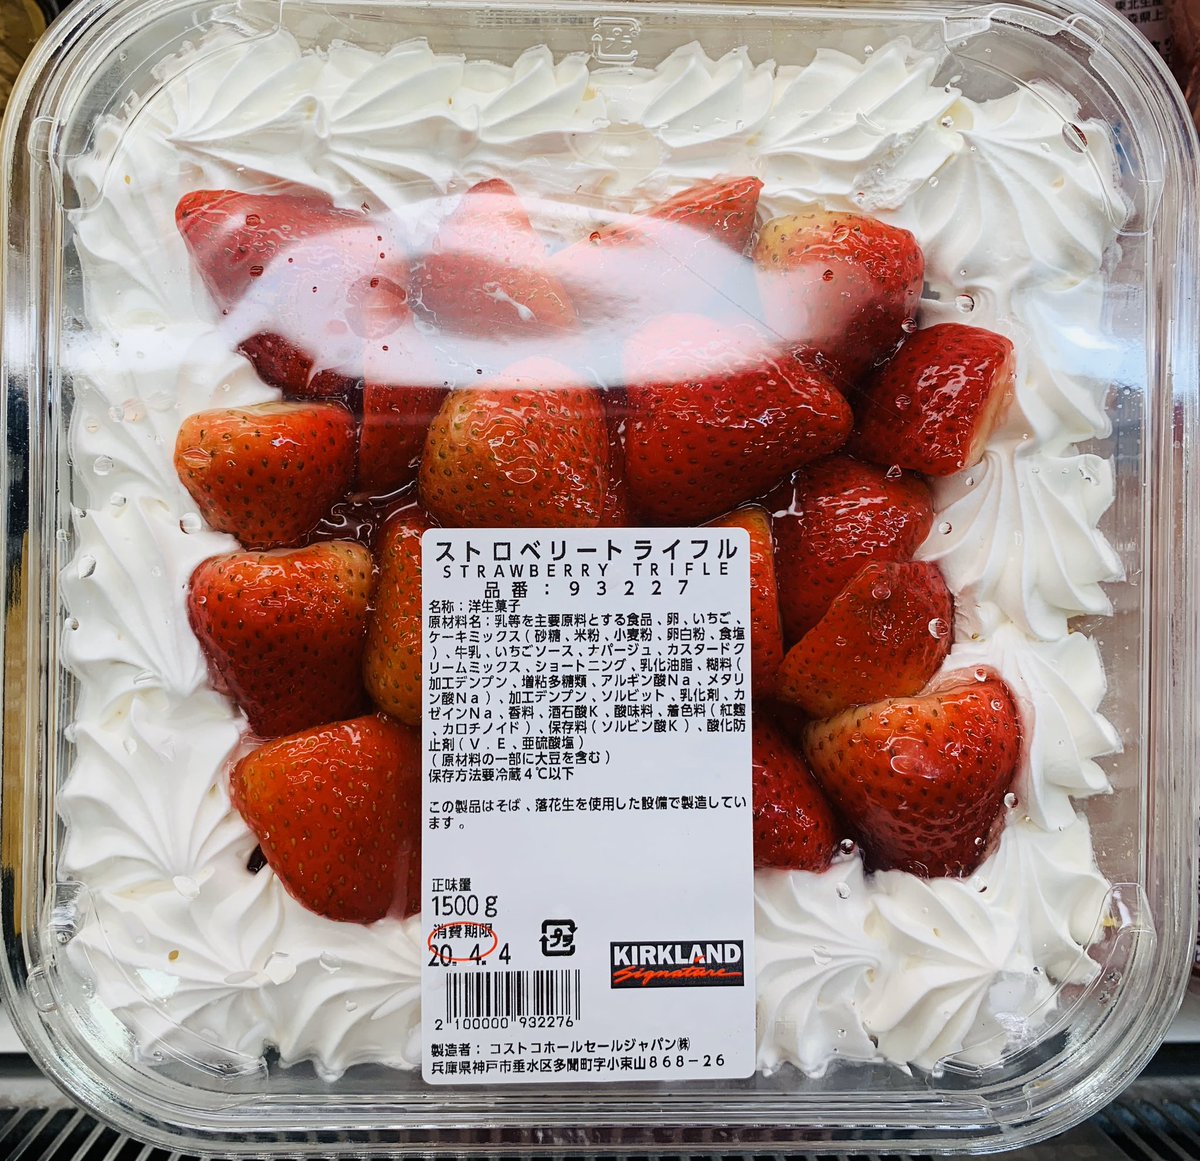 ストロベリートライフル
STRAWBERRY TRIFLE
品番:93227
名称:洋生菓子
原材料名:乳等を主要原料とする食品、卵、いちご、
ケーキミックス(砂糖、米粉、小麦粉、卵白粉、食塩
)、牛乳、いちごソース、ナパージュ、カスタードク
リームミックス、ショートニング、乳化油脂、糊料(
加工デンプン、増粘多糖類、アルギン酸Na、メタリ
ン酸Na)、加工デンプン、ソルビット、乳化剤、カ
ゼインNa、香料、酒石酸K、酸味料、着色料(紅麹
、カロチノイド)、保存料(ソルビン酸K)、酸化防
止剤(V.E、亜硫酸塩)
(原材料の一部に大豆を含む)
保存方法要冷蔵4℃以下
この製品はそば、落花生を使用した設備で製造してい
ます。
正味量
1500g
消費期限
20.4.4
プラ
KIRKLAND
Signature
2 100000 932276
製造者:コストコホールセールジャパン㈱
兵庫県神戸市垂水区多聞町字小束山868-26